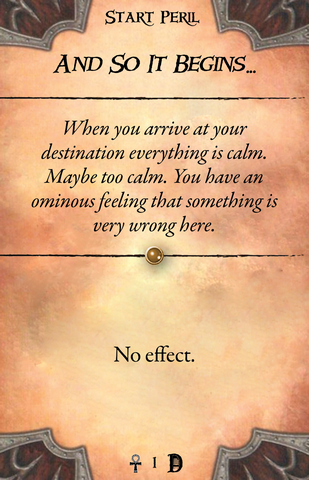 Start Peril
And So It Begins...
When you arrive at your
destination everything is calm.
Maybe too calm. You have an
ominous feeling that something is
very wrong here.
No effect.
☥ 1 D